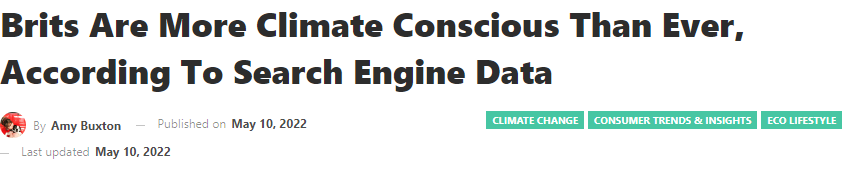 Brits Are More Climate Conscious Than Ever,
According To Search Engine Data
By Amy Buxton — Published on May 10, 2022
CLIMATE CHANGE CONSUMER TRENDS & INSIGHTS ECO LIFESTYLE
— Last updated May 10, 2022